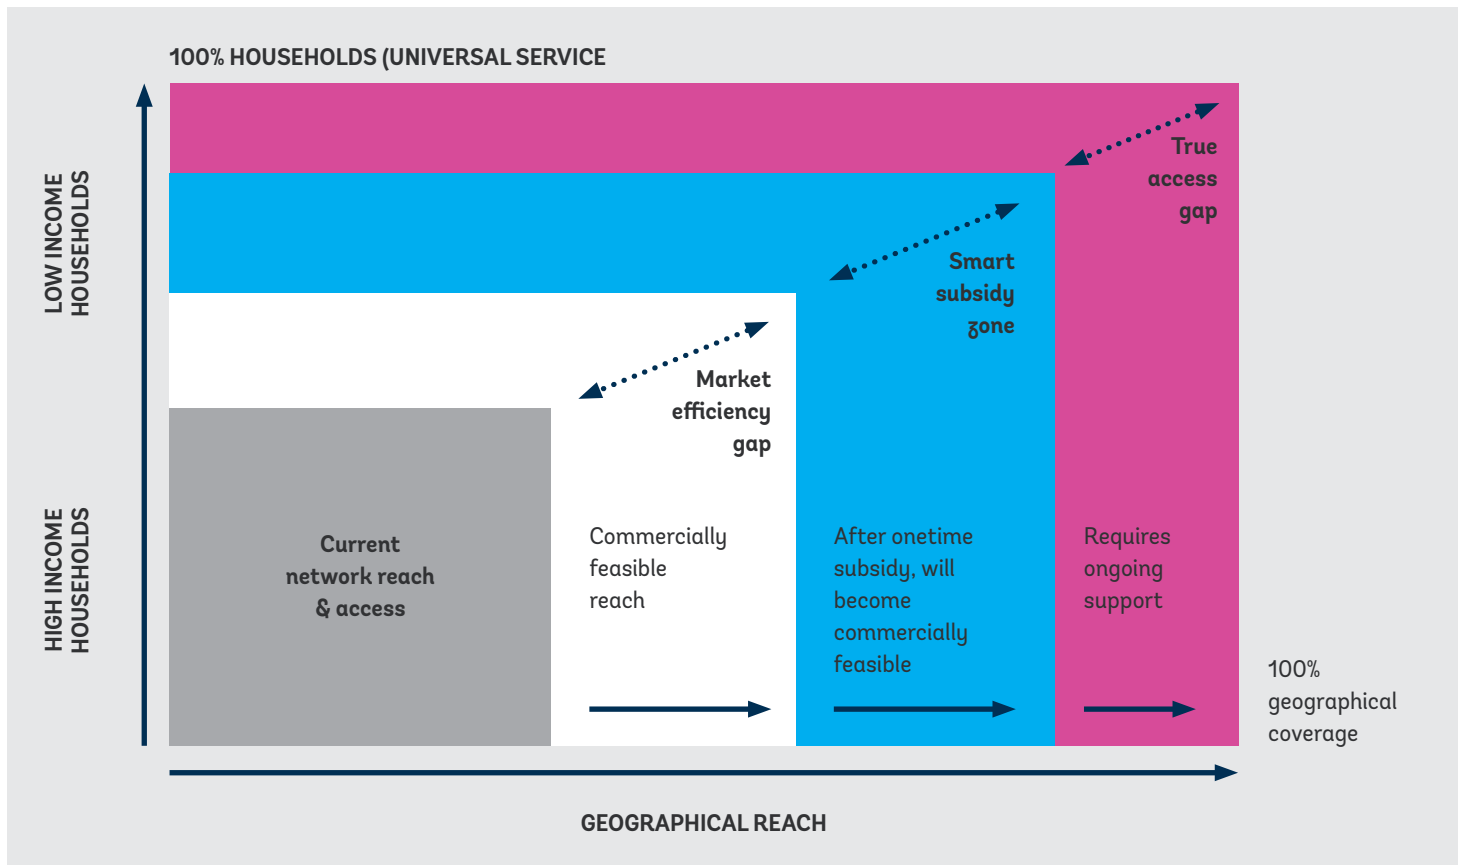 100% HOUSEHOLDS (UNIVERSAL SERVICE
LOW INCOME
HOUSEHOLDS
HIGH INCOME
HOUSEHOLDS
True
access
gap
Smart
subsidy
zone
Market
efficiency
gap
Current
network reach
& access
Commercially
feasible
reach
After onetime
subsidy, will
become
commercially
feasible
Requires
ongoing
support
100%
geographical
coverage
GEOGRAPHICAL REACH